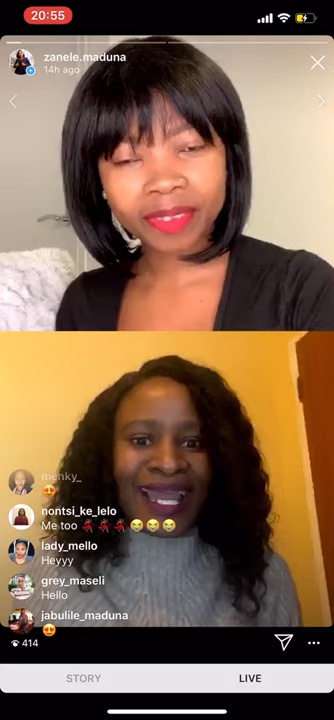 20:55
zanele.maduna
14h ago
menky_
😍
nontsi_ke_lelo
Me too 💃💃💃😭😭😭
lady_mello
Heyyy
grey_maseli
Hello
jabulile_maduna
😍
414
STORY
LIVE